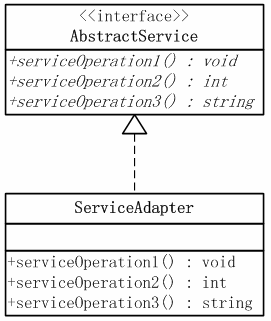 <<interface>>
AbstractService
+serviceOperation1() : void
+serviceOperation2() : int
+serviceOperation3() : string
ServiceAdapter
+serviceOperation1() : void
+serviceOperation2() : int
+serviceOperation3() : string